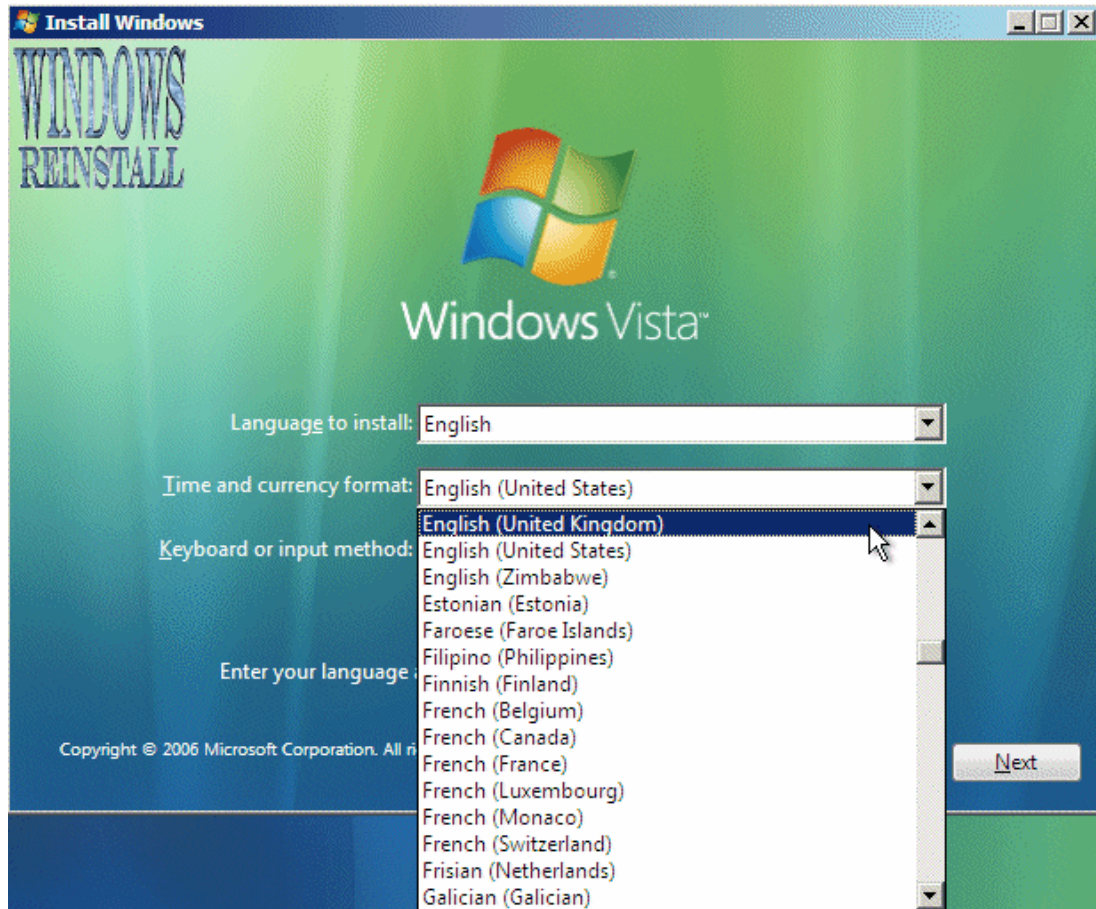 Install Windows
WINDOWS
REINSTALL
Windows Vista™
Language to install: English
Time and currency format: English (United States)
English (United Kingdom)
Keyboard or input method:
English (United States)
English (Zimbabwe)
Estonian (Estonia)
Faroese (Faroe Islands)
Filipino (Philippines)
Enter your language
Finnish (Finland)
French (Belgium)
French (Canada)
Copyright © 2006 Microsoft Corporation. All
French (France)
Next
French (Luxembourg)
French (Monaco)
French (Switzerland)
Frisian (Netherlands)
Galician (Galician)